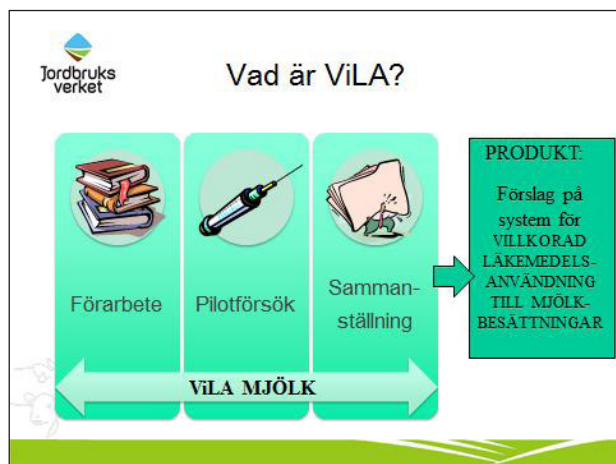 Jordbruks
verket
Vad är ViLA?
Förarbete
Pilotförsök
Samman-
ställning
PRODUKT:
Förslag på
system för
VILLKORAD
LÄKEMEDELS-
ANVÄNDNING
TILL MJÖLK-
BESÄTTNINGAR
ViLA MJÖLK